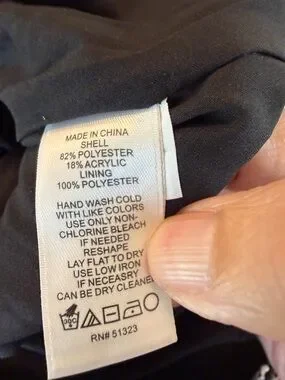 MADE IN CHINA
SHELL
82% POLYESTER
18% ACRYLIC
LINING
100% POLYESTER
HAND WASH COLD
WITH LIKE COLORS
USE ONLY NON-
CHLORINE BLEACH
IF NEEDED
RESHAPE
LAY FLAT TO DRY
USE LOW IRON
IF NECEASRY
CAN BE DRY CLEANED
30C
RN# 51323